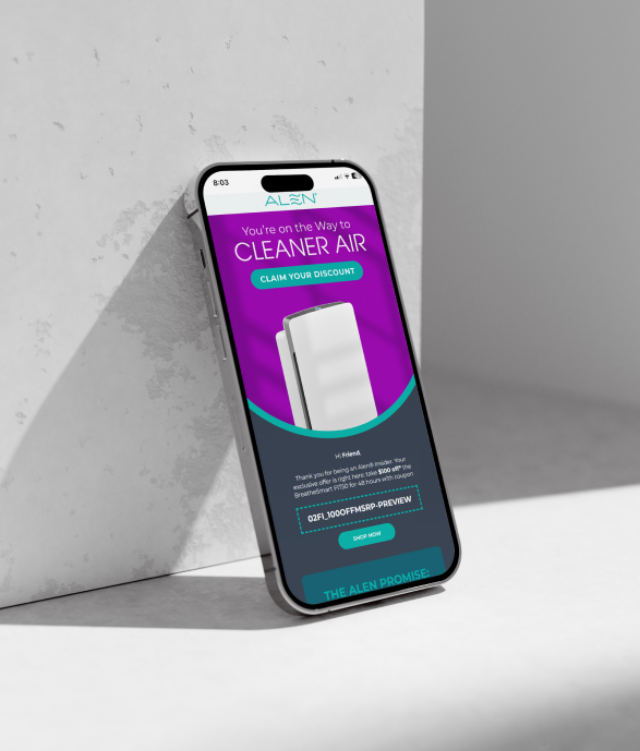 8:03
ALEN
You're on the Way to
CLEANER AIR
CLAIM YOUR DISCOUNT
Hi Friend,
Thank you for being an Alen® Insider. Your
exclusive offer is right here: take $100 off* the
BreatheSmart FIT50 for 48 hours with coupon
02FI_100OFFMSRP-PREVIEW
SHOP NOW
THE ALEN PROMISE: